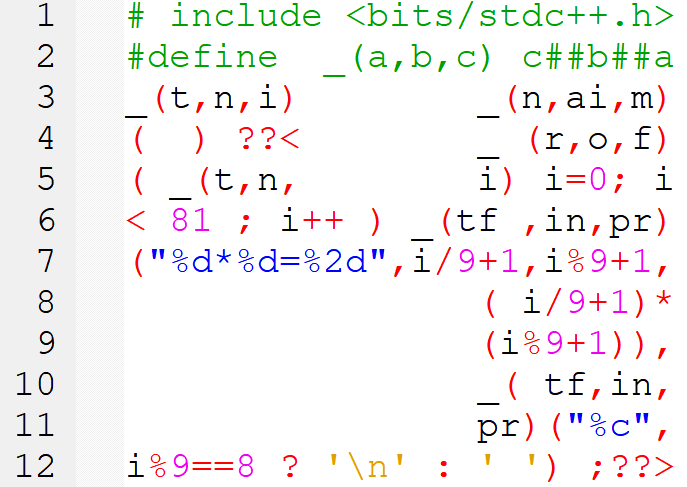 1 # include <bits/stdc++.h>
2 #define _(a,b,c) c##b##a
3 _(t,n,i) _(n,ai,m)
4 ( ) ??< _ (r,o,f)
5 ( _(t,n, i) i=0; i
6 < 81 ; i++ ) _(tf ,in,pr)
7 ("%d*%d=%2d",i/9+1,i%9+1,
8 ( i/9+1)*
9 (i%9+1)),
10 _( tf,in,
11 pr)("%c",
12 i%9==8 ? '\n' : ' ') ;??>